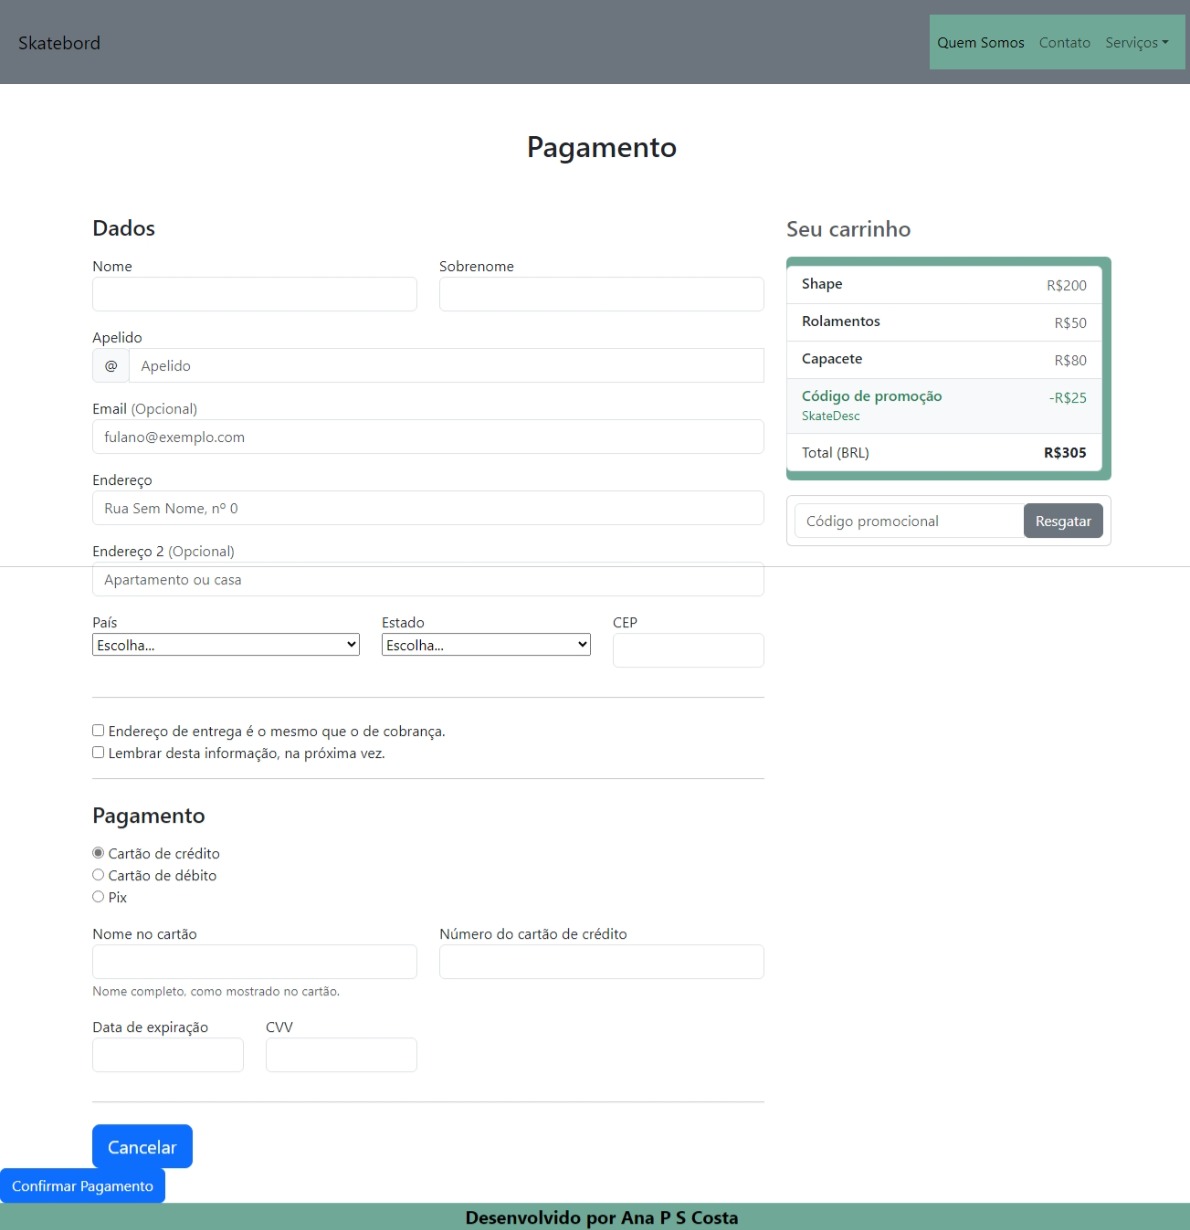 Skatebord
Quem Somos Contato Serviços
Pagamento
Dados
Nome Sobrenome
Apelido
@ Apelido
Email (Opcional)
fulano@exemplo.com
Endereço
Rua Sem Nome, nº 0
Endereço 2 (Opcional)
Apartamento ou casa
País Estado CEP
Escolha... Escolha...
Endereço de entrega é o mesmo que o de cobrança.
Lembrar desta informação, na próxima vez.
Pagamento
Cartão de crédito
Cartão de débito
Pix
Nome no cartão Número do cartão de crédito
Nome completo, como mostrado no cartão.
Data de expiração CVV
Cancelar
Confirmar Pagamento
Seu carrinho
Shape R$200
Rolamentos R$50
Capacete R$80
Código de promoção -R$25
SkateDesc
Total (BRL) R$305
Código promocional Resgatar
Desenvolvido por Ana P S Costa